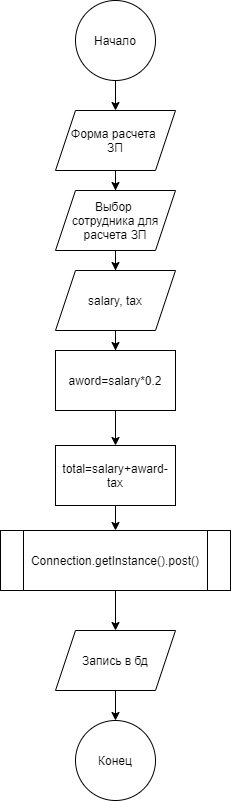 Начало
Форма расчета
ЗП
Выбор
сотрудника для
расчета ЗП
salary, tax
aword=salary*0.2
total=salary+award-
tax
Connection.getInstance().post()
Запись в бд
Конец